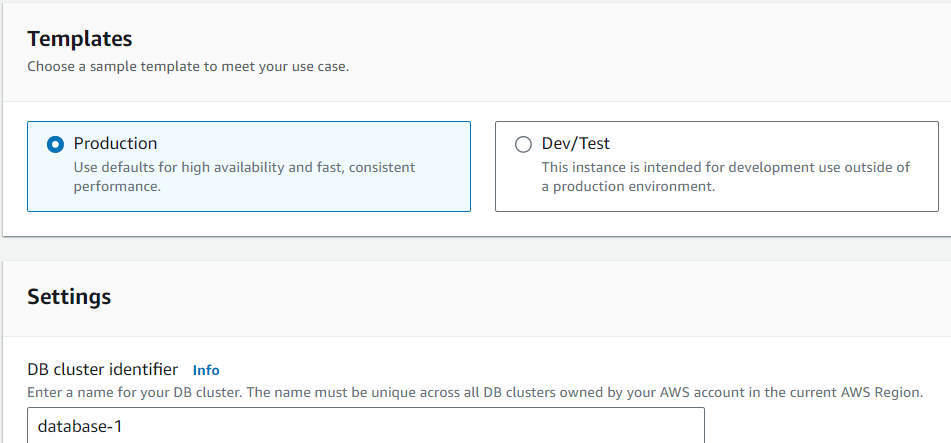 Templates
Choose a sample template to meet your use case.
Production
Use defaults for high availability and fast, consistent
performance.
Dev/Test
This instance is intended for development use outside of
a production environment.
Settings
DB cluster identifier Info
Enter a name for your DB cluster. The name must be unique across all DB clusters owned by your AWS account in the current AWS Region.
database-1